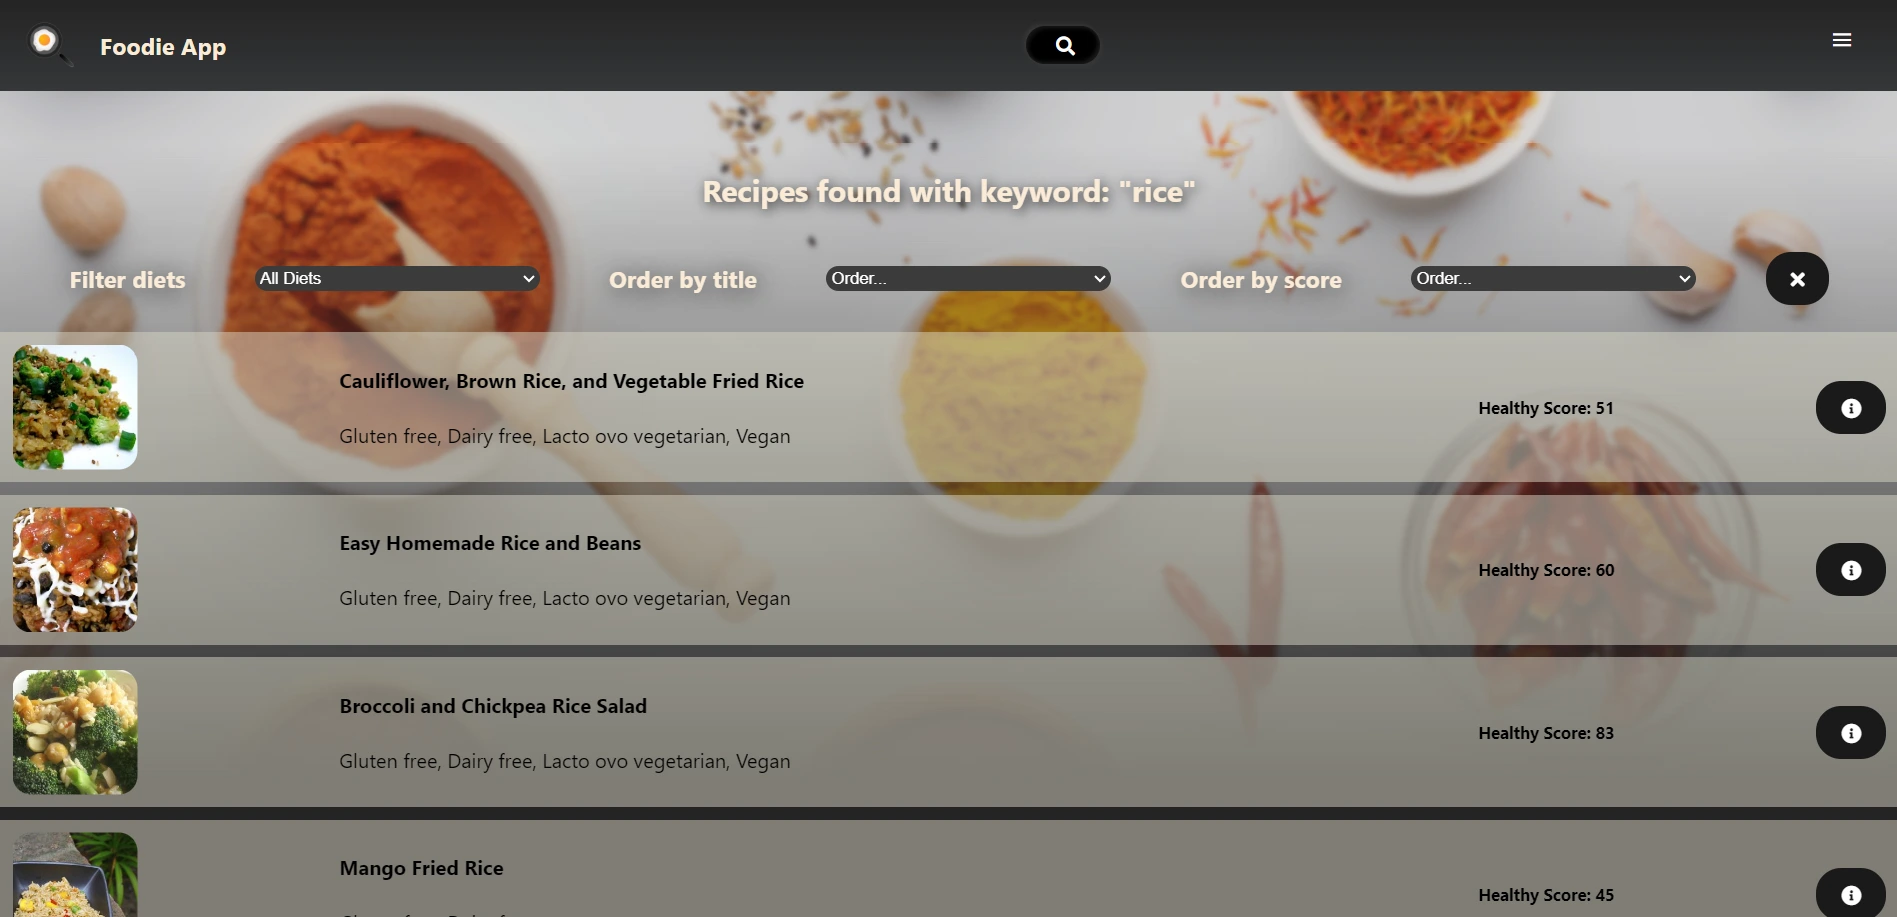 Foodie App
Recipes found with keyword: "rice"
Filter diets All Diets Order by title Order... Order by score Order...
Cauliflower, Brown Rice, and Vegetable Fried Rice
Healthy Score: 51
Gluten free, Dairy free, Lacto ovo vegetarian, Vegan
Easy Homemade Rice and Beans
Healthy Score: 60
Gluten free, Dairy free, Lacto ovo vegetarian, Vegan
Broccoli and Chickpea Rice Salad
Healthy Score: 83
Gluten free, Dairy free, Lacto ovo vegetarian, Vegan
Mango Fried Rice
Healthy Score: 45